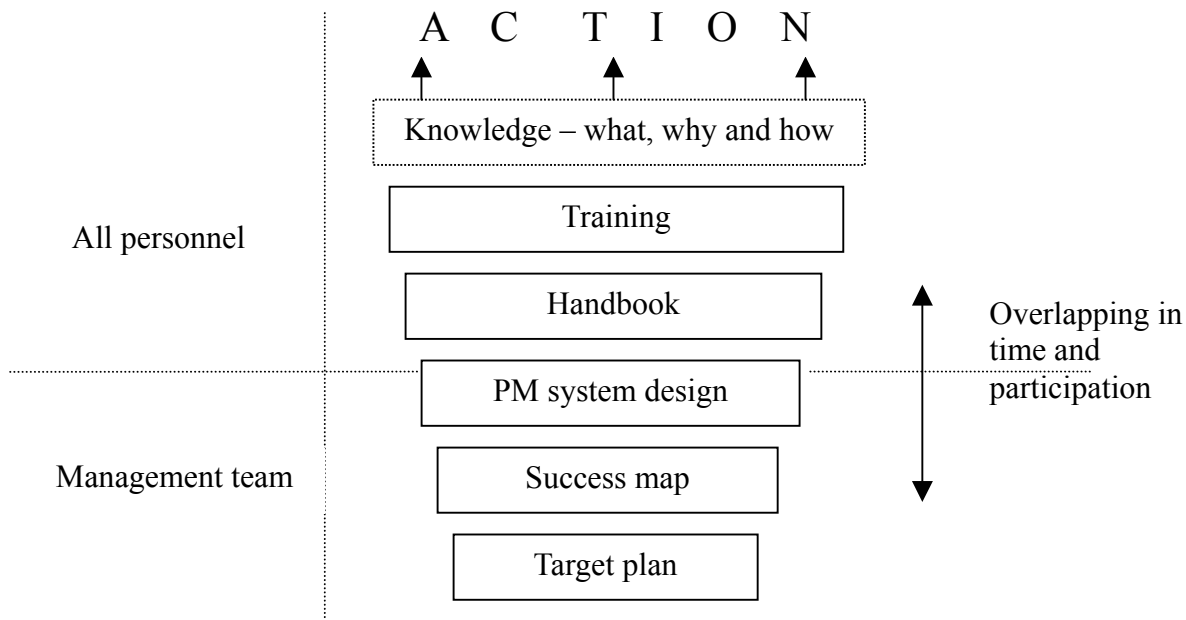 A C T I O N
Knowledge – what, why and how
Training
All personnel
Handbook
Overlapping in
time and
participation
PM system design
Management team
Success map
Target plan